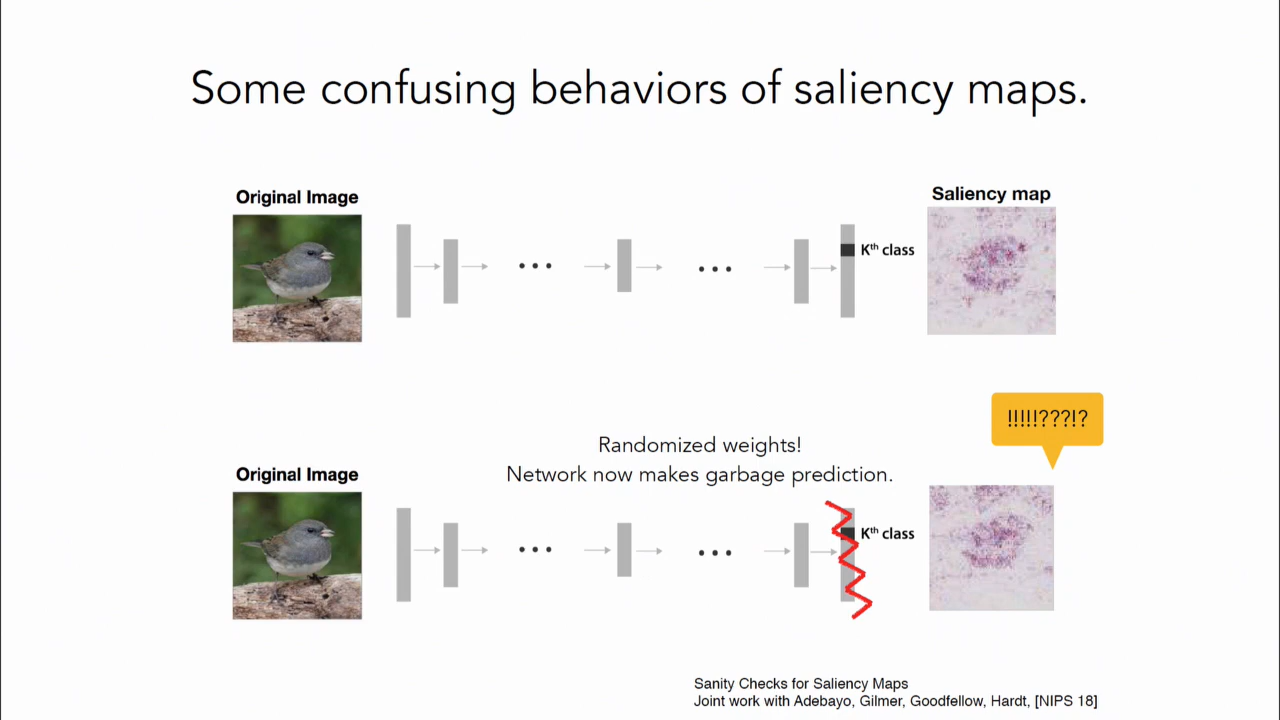 Some confusing behaviors of saliency maps.
Original Image
Saliency map
Kth class
!!!!!???!?
Randomized weights!
Network now makes garbage prediction.
Original Image
Kth class
Sanity Checks for Saliency Maps
Joint work with Adebayo, Gilmer, Goodfellow, Hardt, [NIPS 18]